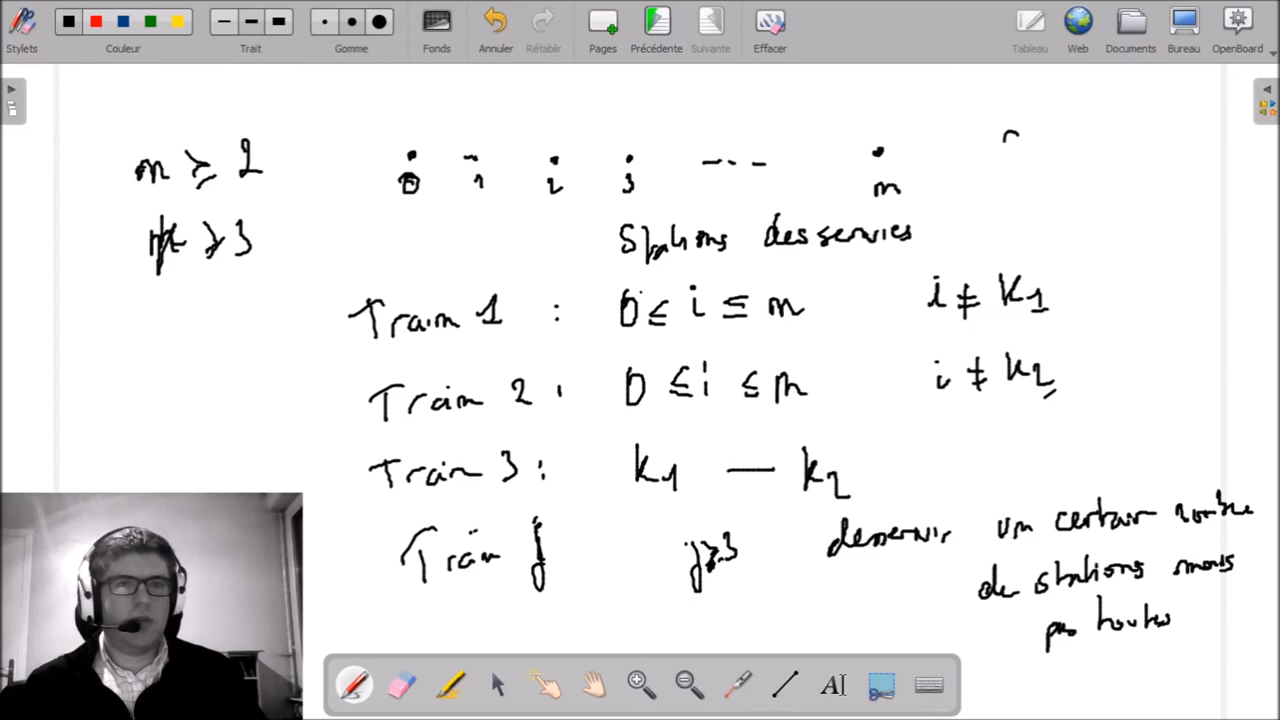 Stylets Couleur Trait Gomme Fonds Annuler Rétablir Pages Précédente Suivante Effacer Tableau Web Documents Bureau OpenBoard
m ≥ 2
0 1 2 3 --- m
≥ 3
Stations desservies
Train 1 : 0 ≤ i ≤ m i ≠ k1
Train 2 : 0 ≤ i ≤ m i ≠ k2
Train 3 : k1 — k2
Train j j ≥ 3 desservir un certain nombre
de stations mais
pas toutes